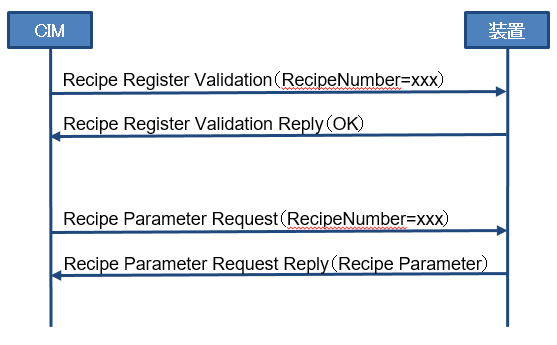 CIM
装置
Recipe Register Validation（RecipeNumber=xxx）
Recipe Register Validation Reply（OK）
Recipe Parameter Request（RecipeNumber=xxx）
Recipe Parameter Request Reply（Recipe Parameter）